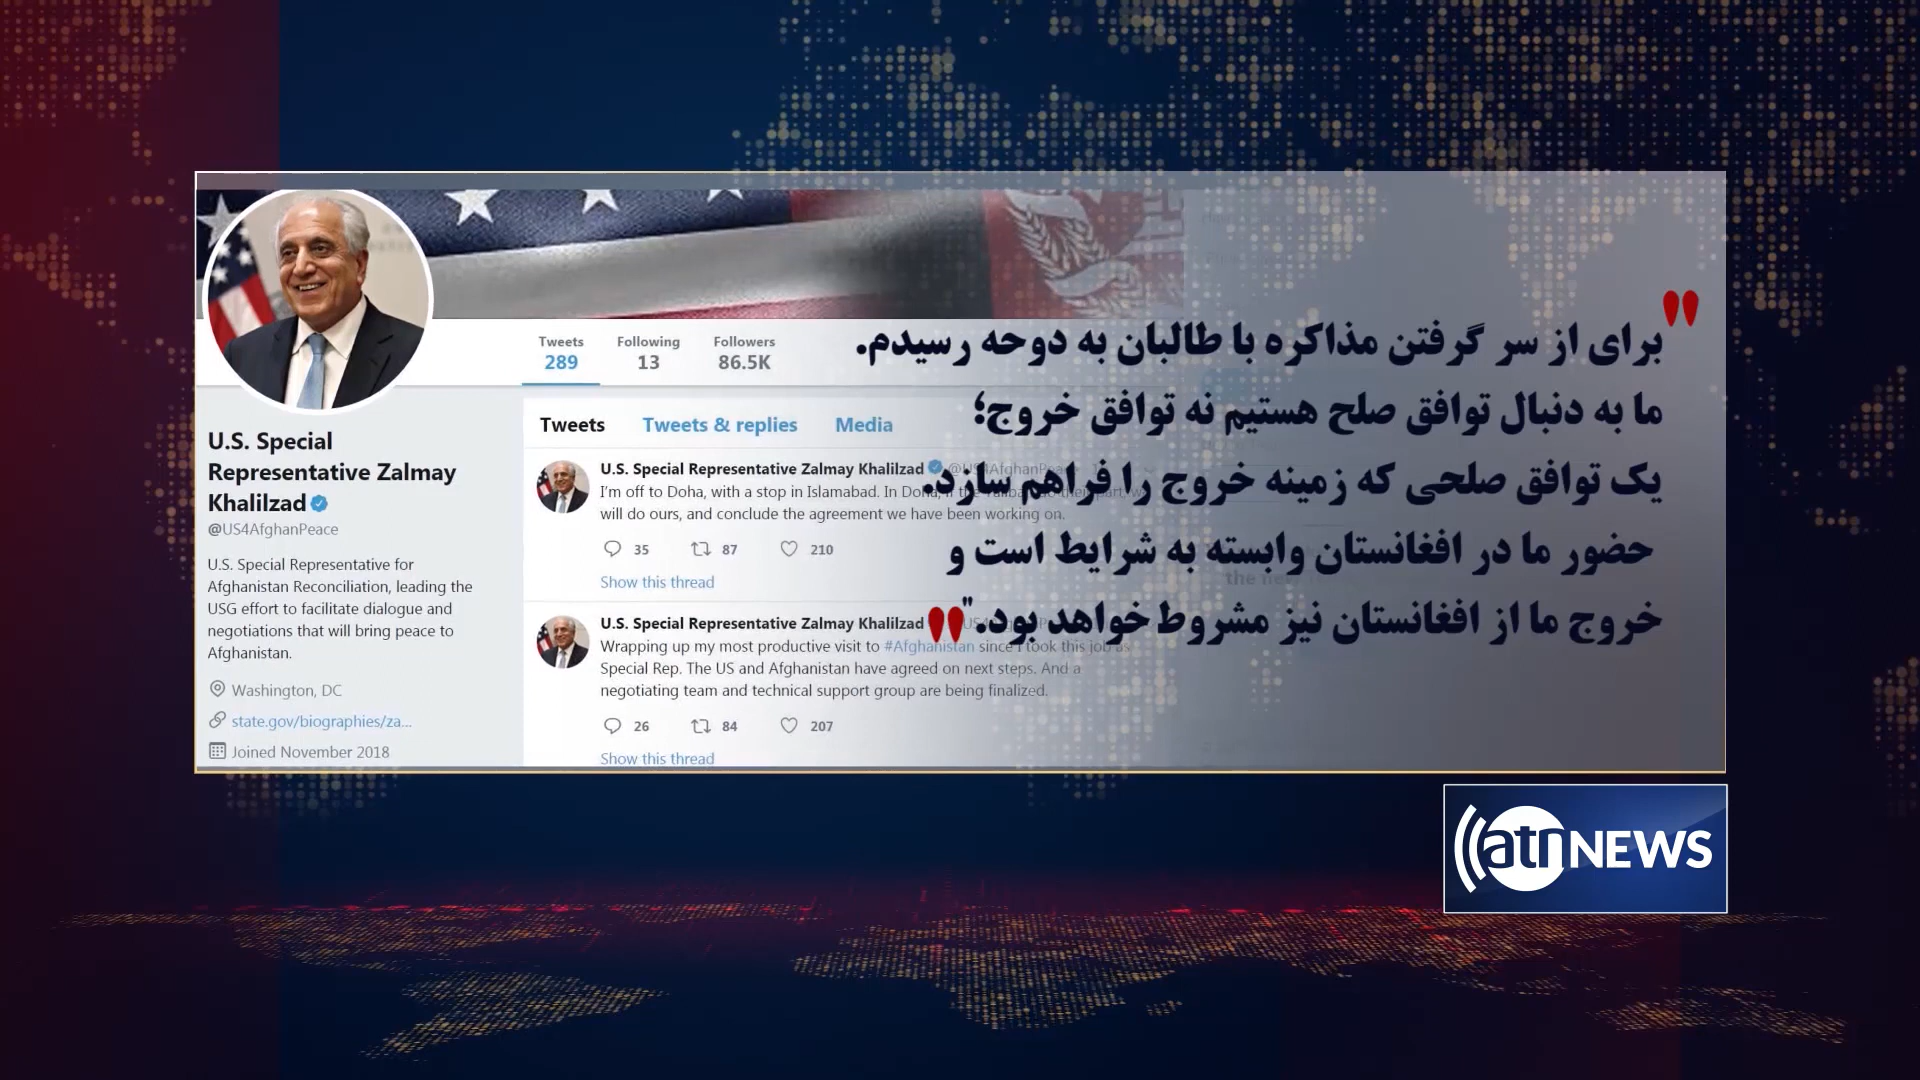 Tweets
289
Following
13
Followers
86.5K
U.S. Special
Representative Zalmay
Khalilzad
@US4AfghanPeace
U.S. Special Representative for
Afghanistan Reconciliation, leading the
USG effort to facilitate dialogue and
negotiations that will bring peace to
Afghanistan.
Washington, DC
state.gov/biographies/za...
Joined November 2018
Tweets Tweets & replies Media
U.S. Special Representative Zalmay Khalilzad @US4AfghanPeace
I'm off to Doha, with a stop in Islamabad. In Doha, if the Taliban do their part, we
will do ours, and conclude the agreement we have been working on.
35 87 210
Show this thread
U.S. Special Representative Zalmay Khalilzad
Wrapping up my most productive visit to #Afghanistan since I took this job as
Special Rep. The US and Afghanistan have agreed on next steps. And a
negotiating team and technical support group are being finalized.
26 84 207
Show this thread
"برای از سر گرفتن مذاکره با طالبان به دوحه رسیدم.
ما به دنبال توافق صلح هستیم نه توافق خروج؛
یک توافق صلحی که زمینه خروج را فراهم سازد.
حضور ما در افغانستان وابسته به شرایط است و
خروج ما از افغانستان نیز مشروط خواهد بود.""
atn NEWS